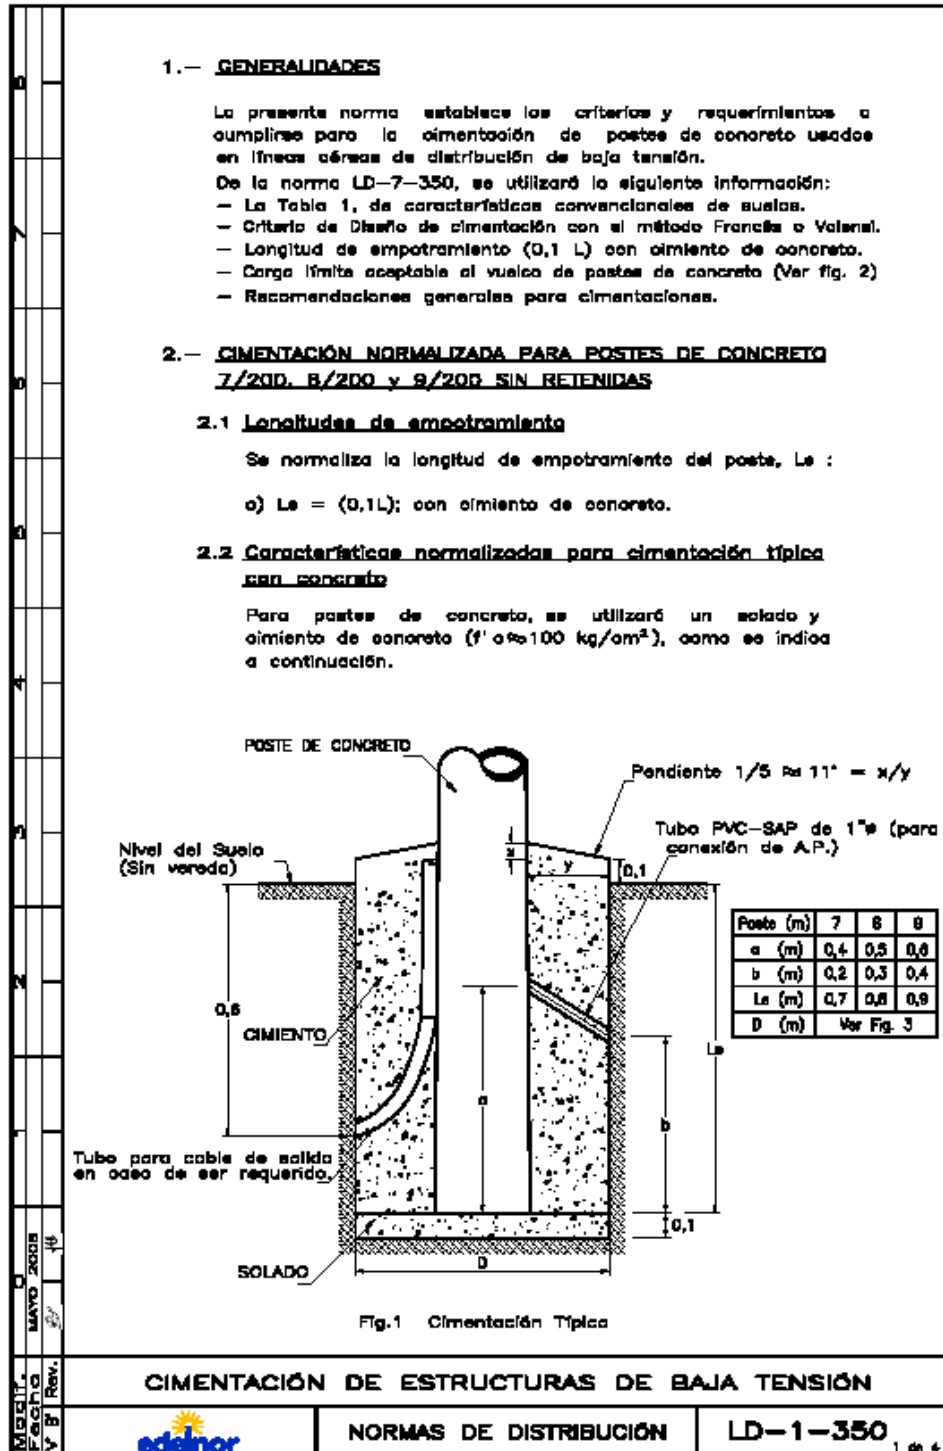 1.- GENERALIDADES
La presente norma establece los criterios y requerimientos a
cumplirse para la cimentación de postes de concreto usados
en líneas aéreas de distribución de baja tensión.
De la norma LD-7-350, se utilizará la siguiente información:
- La Tabla 1, de características convencionales de suelos.
- Criterio de Diseño de cimentación con el método Francés o Valensi.
- Longitud de empotramiento (0,1 L) con cimiento de concreto.
- Carga límite aceptable al vuelco de postes de concreto (Ver fig. 2)
- Recomendaciones generales para cimentaciones.
2.- CIMENTACIÓN NORMALIZADA PARA POSTES DE CONCRETO
7/200, 8/200 y 9/200 SIN RETENIDAS
2.1 Longitudes de empotramiento
Se normaliza la longitud de empotramiento del poste, Le :
a) Le = (0,1L); con cimiento de concreto.
2.2 Características normalizadas para cimentación típica
con concreto
Para postes de concreto, se utilizará un solado y
cimiento de concreto (f'c≈100 kg/cm²), como se indica
a continuación.
POSTE DE CONCRETO
Pendiente 1/5 ≈ 11° = x/y
Tubo PVC-SAP de 1"ø (para
conexión de A.P.)
Nivel del Suelo
(Sin vereda)
x
y
0,1
Poste (m) 7 8 9
a (m) 0,4 0,5 0,6
b (m) 0,2 0,3 0,4
Le (m) 0,7 0,8 0,9
D (m) Ver Fig. 3
0,6
CIMIENTO
Le
a
b
Tubo para cable de salida
en caso de ser requerido.
0,1
SOLADO
D
Fig.1 Cimentación Típica
CIMENTACIÓN DE ESTRUCTURAS DE BAJA TENSIÓN
edelnor
NORMAS DE DISTRIBUCIÓN
LD-1-350
1 de 4
Modif.
Fecha
Vº Bº Rev.
0
MAYO 2005
1
2
3
4